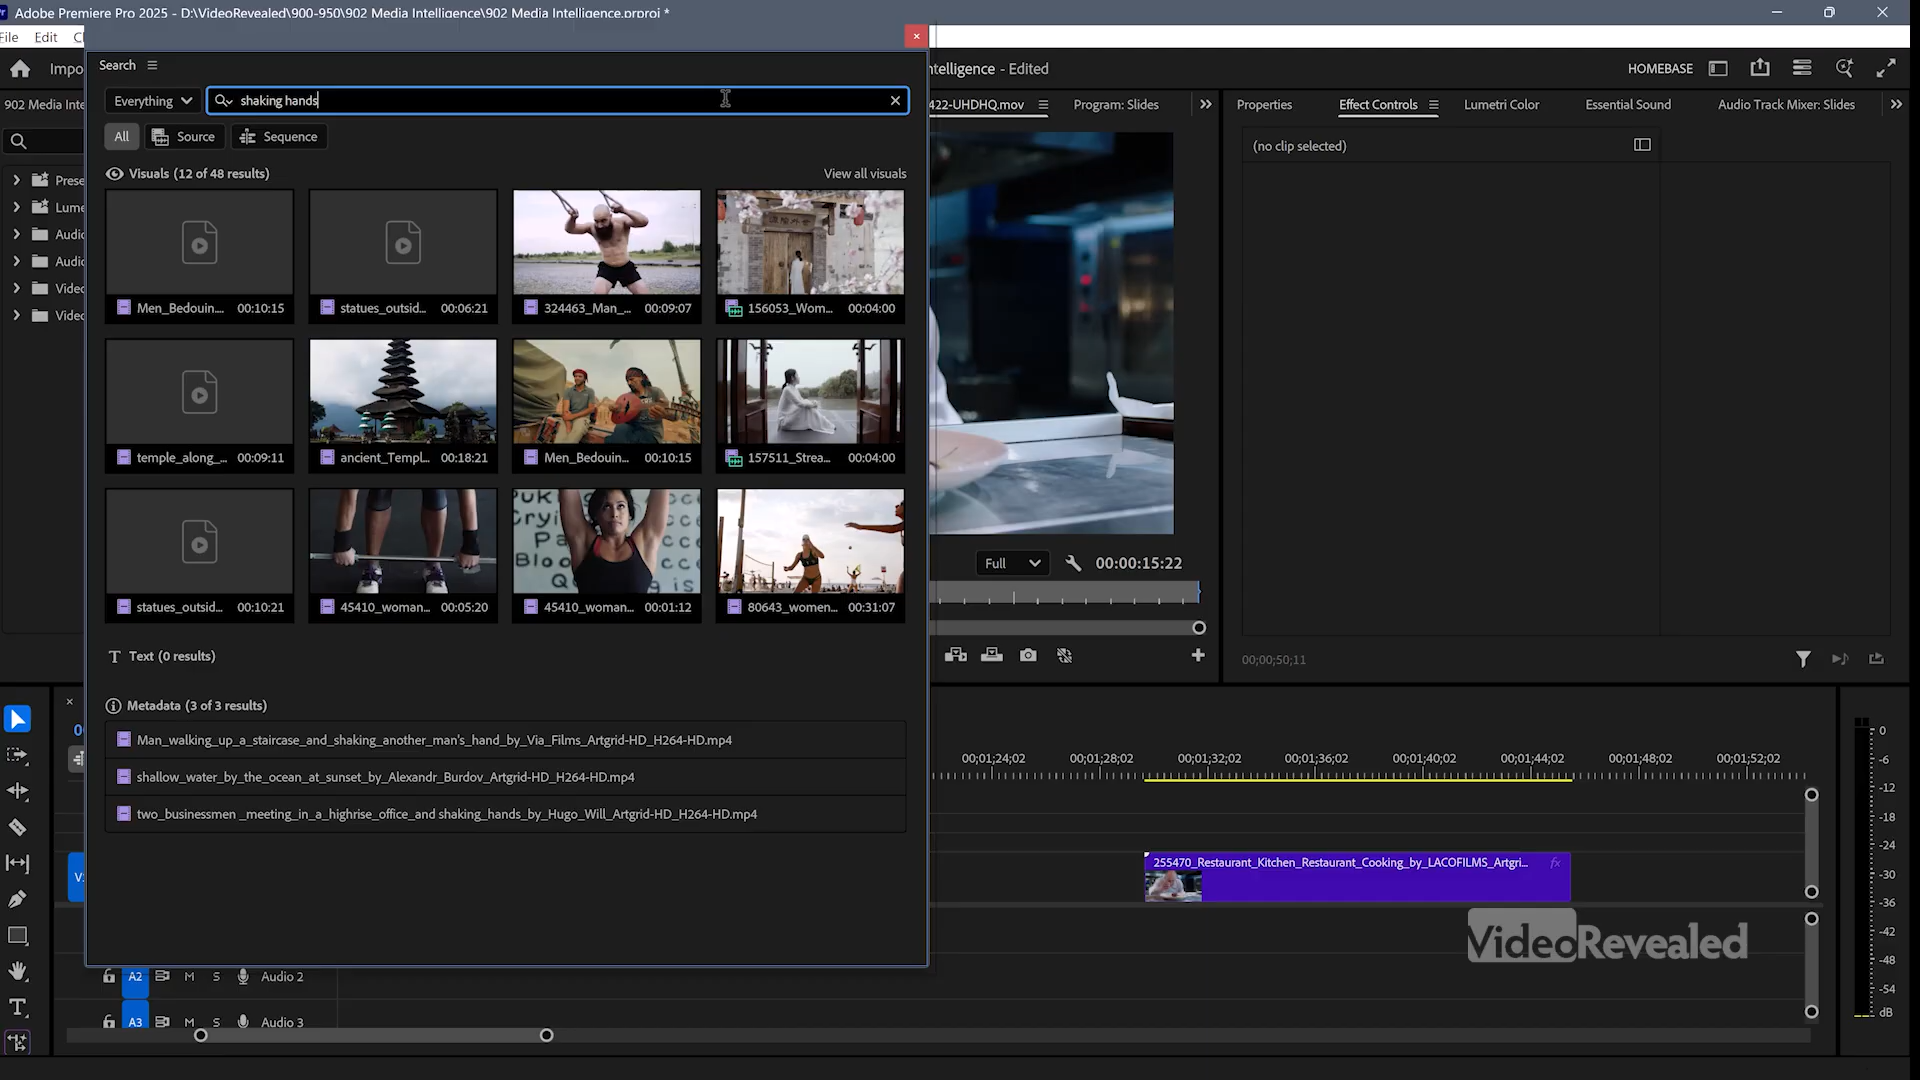 Adobe Premiere Pro 2025 - D:\VideoRevealed\900-950\902 Media Intelligence\902 Media Intelligence.prproj *
File Edit
Search
Impo
ntelligence - Edited
HOMEBASE
Everything
shaking hands
902 Media Inte
422-UHDHQ.mov
Program: Slides
Properties
Effect Controls
Lumetri Color
Essential Sound
Audio Track Mixer: Slides
All
Source
Sequence
(no clip selected)
Visuals (12 of 48 results)
View all visuals
Prese
Lume
Audio
Audio
Video
Video
Men_Bedouin... 00:10:15
statues_outsid... 00:06:21
324463_Man_... 00:09:07
156053_Wom... 00:04:00
temple_along_... 00:09:11
ancient_Templ... 00:18:21
Men_Bedouin... 00:10:15
157511_Strea... 00:04:00
statues_outsid... 00:10:21
45410_woman... 00:05:20
45410_woman... 00:01:12
80643_women... 00:31:07
Full
00:00:15:22
Text (0 results)
00;00;50;11
Metadata (3 of 3 results)
Man_walking_up_a_staircase_and_shaking_another_man's_hand_by_Via_Films_Artgrid-HD_H264-HD.mp4
shallow_water_by_the_ocean_at_sunset_by_Alexandr_Burdov_Artgrid-HD_H264-HD.mp4
two_businessmen _meeting_in_a_highrise_office_and shaking_hands_by_Hugo_Will_Artgrid-HD_H264-HD.mp4
00;01;24;02
00;01;28;02
00;01;32;02
00;01;36;02
00;01;40;02
00;01;44;02
00;01;48;02
00;01;52;02
255470_Restaurant_Kitchen_Restaurant_Cooking_by_LACOFILMS_Artgri...
fx
VideoRevealed
A2 M S Audio 2
A3 M S Audio 3
0
-6
-12
-18
-24
-30
-36
-42
-48
-54
dB